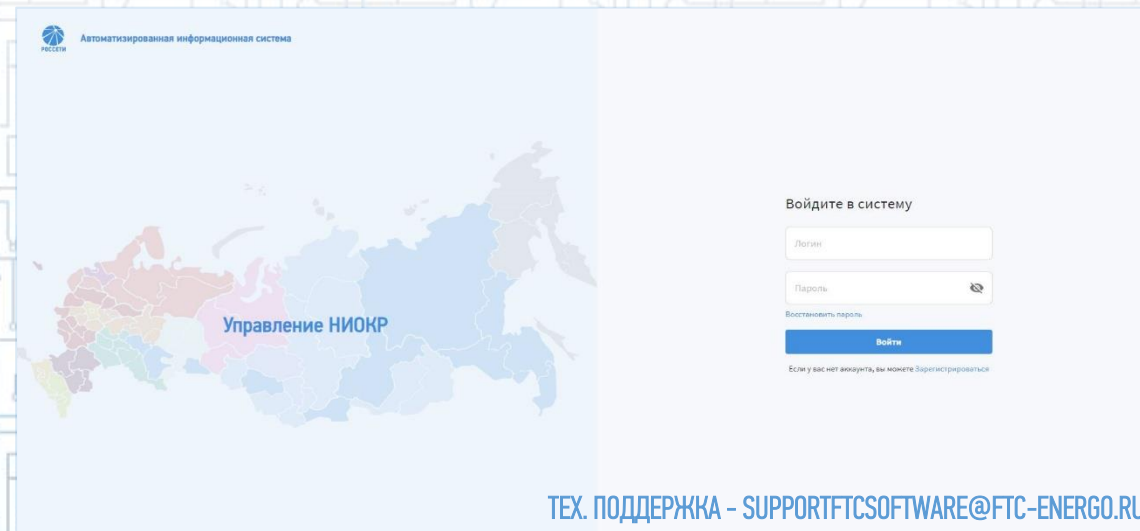 РОССЕТИ
Автоматизированная информационная система
Управление НИОКР
Войдите в систему
Логин
Пароль
Восстановить пароль
Войти
Если у вас нет аккаунта, вы можете Зарегистрироваться
ТЕХ. ПОДДЕРЖКА - SUPPORTFTCSOFTWARE@FTC-ENERGO.RU